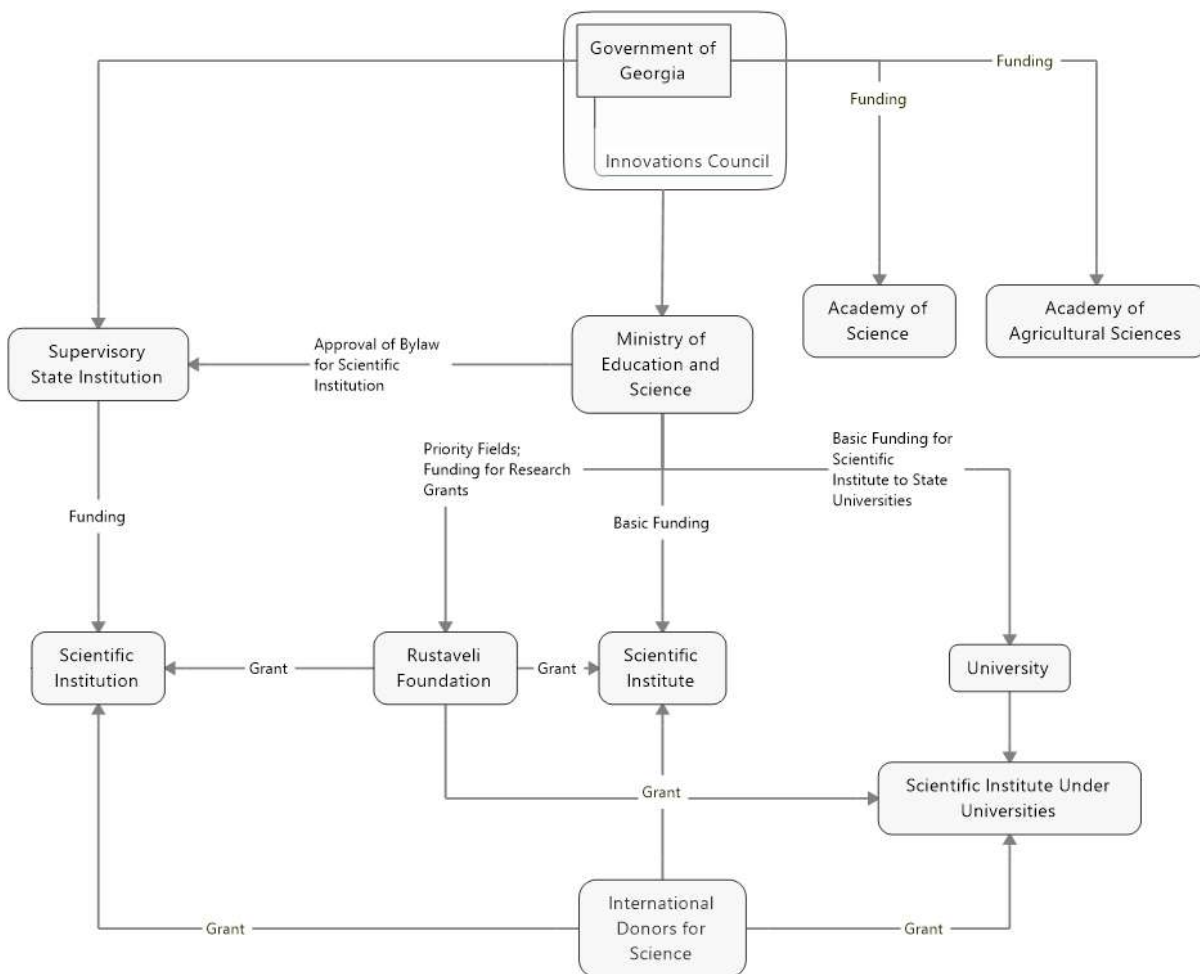 Government of
Georgia
Funding
Funding
Innovations Council
Academy of
Science
Academy of
Agricultural Sciences
Supervisory
State Institution
Approval of Bylaw
for Scientific
Institution
Ministry of
Education and
Science
Priority Fields;
Funding for Research
Grants
Basic Funding for
Scientific
Institute to State
Universities
Funding
Basic Funding
Scientific
Institution
Grant
Rustaveli
Foundation
Grant
Scientific
Institute
University
Grant
Scientific Institute Under
Universities
International
Donors for
Science
Grant
Grant